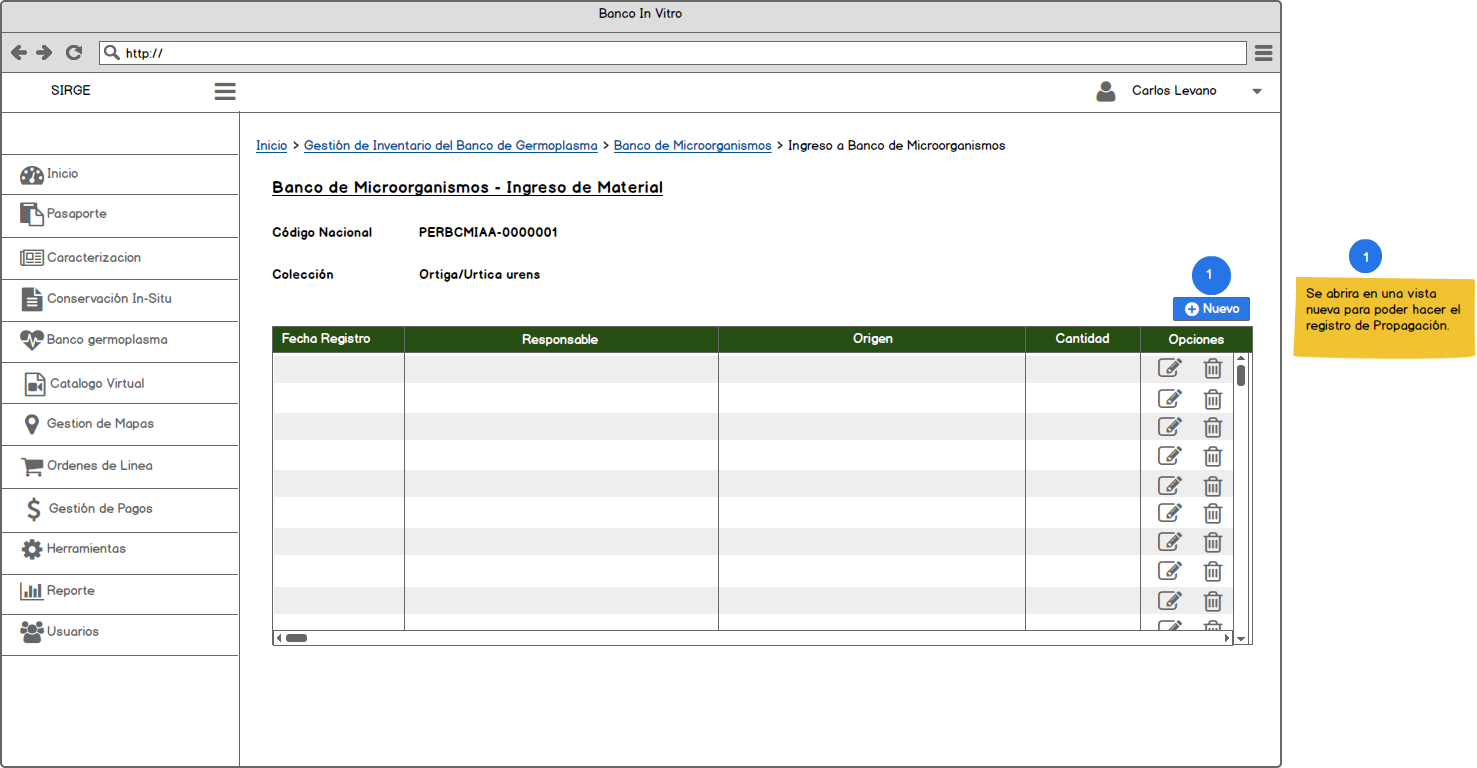 Banco In Vitro
http://
SIRGE
Carlos Levano
Inicio > Gestión de Inventario del Banco de Germoplasma > Banco de Microorganismos > Ingreso a Banco de Microorganismos
Inicio
Pasaporte
Caracterizacion
Conservación In-Situ
Banco germoplasma
Catalogo Virtual
Gestion de Mapas
Ordenes de Linea
Gestión de Pagos
Herramientas
Reporte
Usuarios
Banco de Microorganismos - Ingreso de Material
Código Nacional PERBCMIAA-0000001
Colección Ortiga/Urtica urens
1
Nuevo
Fecha Registro Responsable Origen Cantidad Opciones
1
Se abrira en una vista
nueva para poder hacer el
registro de Propagación.